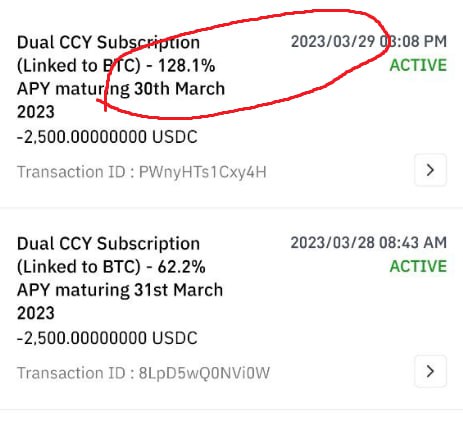 Dual CCY Subscription 2023/03/29 03:08 PM
(Linked to BTC) - 128.1% ACTIVE
APY maturing 30th March
2023
-2,500.00000000 USDC
Transaction ID : PWnyHTs1Cxy4H
Dual CCY Subscription 2023/03/28 08:43 AM
(Linked to BTC) - 62.2% ACTIVE
APY maturing 31st March
2023
-2,500.00000000 USDC
Transaction ID : 8LpD5wQ0NVi0W